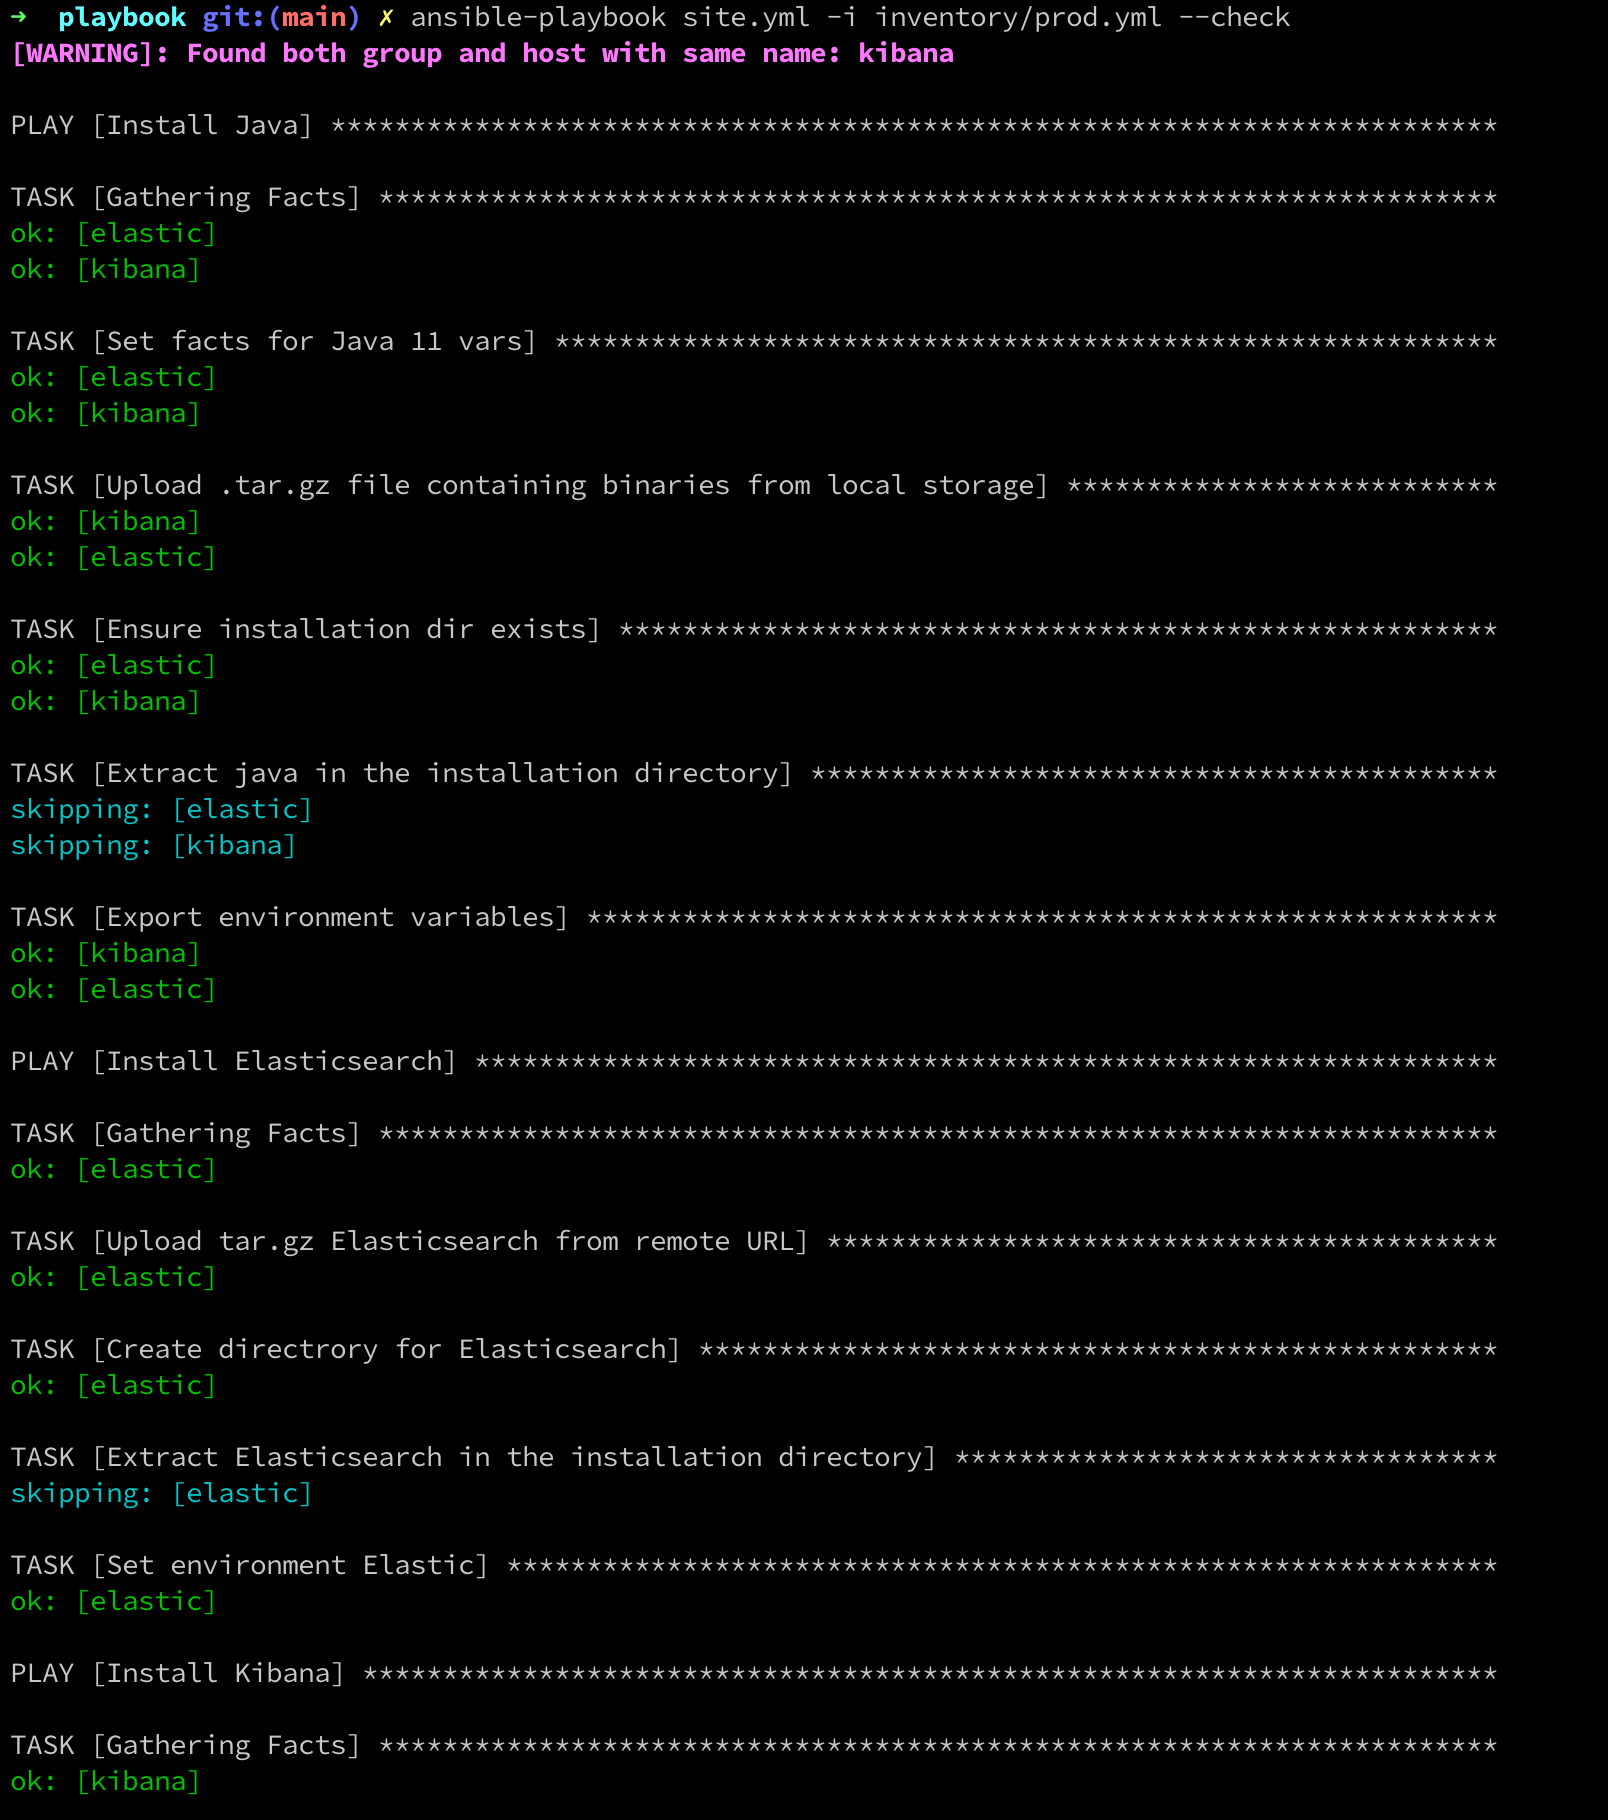 ➜  playbook git:(main) ✗ ansible-playbook site.yml -i inventory/prod.yml --check
[WARNING]: Found both group and host with same name: kibana

PLAY [Install Java] *************************************************************************

TASK [Gathering Facts] **********************************************************************
ok: [elastic]
ok: [kibana]

TASK [Set facts for Java 11 vars] ***********************************************************
ok: [elastic]
ok: [kibana]

TASK [Upload .tar.gz file containing binaries from local storage] ***************************
ok: [kibana]
ok: [elastic]

TASK [Ensure installation dir exists] *******************************************************
ok: [elastic]
ok: [kibana]

TASK [Extract java in the installation directory] *******************************************
skipping: [elastic]
skipping: [kibana]

TASK [Export environment variables] *********************************************************
ok: [kibana]
ok: [elastic]

PLAY [Install Elasticsearch] ****************************************************************

TASK [Gathering Facts] **********************************************************************
ok: [elastic]

TASK [Upload tar.gz Elasticsearch from remote URL] ******************************************
ok: [elastic]

TASK [Create directrory for Elasticsearch] **************************************************
ok: [elastic]

TASK [Extract Elasticsearch in the installation directory] **********************************
skipping: [elastic]

TASK [Set environment Elastic] **************************************************************
ok: [elastic]

PLAY [Install Kibana] ***********************************************************************

TASK [Gathering Facts] **********************************************************************
ok: [kibana]